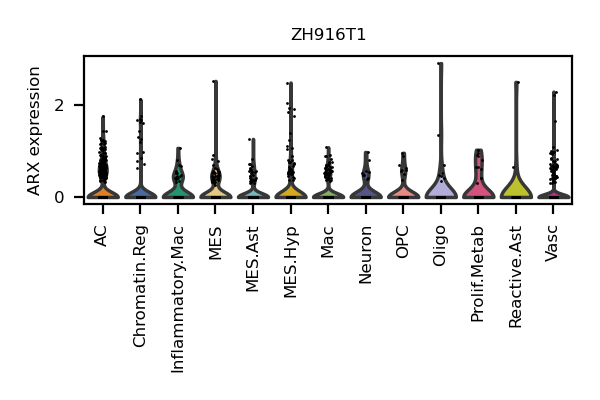 ZH916T1
ARX expression
2
0
AC
Chromatin.Reg
Inflammatory.Mac
MES
MES.Ast
MES.Hyp
Mac
Neuron
OPC
Oligo
Prolif.Metab
Reactive.Ast
Vasc